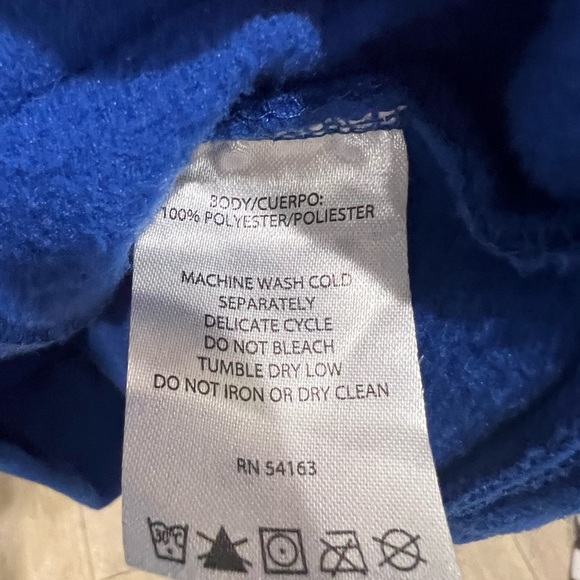 BODY/CUERPO:
100% POLYESTER/POLIESTER
MACHINE WASH COLD
SEPARATELY
DELICATE CYCLE
DO NOT BLEACH
TUMBLE DRY LOW
DO NOT IRON OR DRY CLEAN
RN 54163
30°C